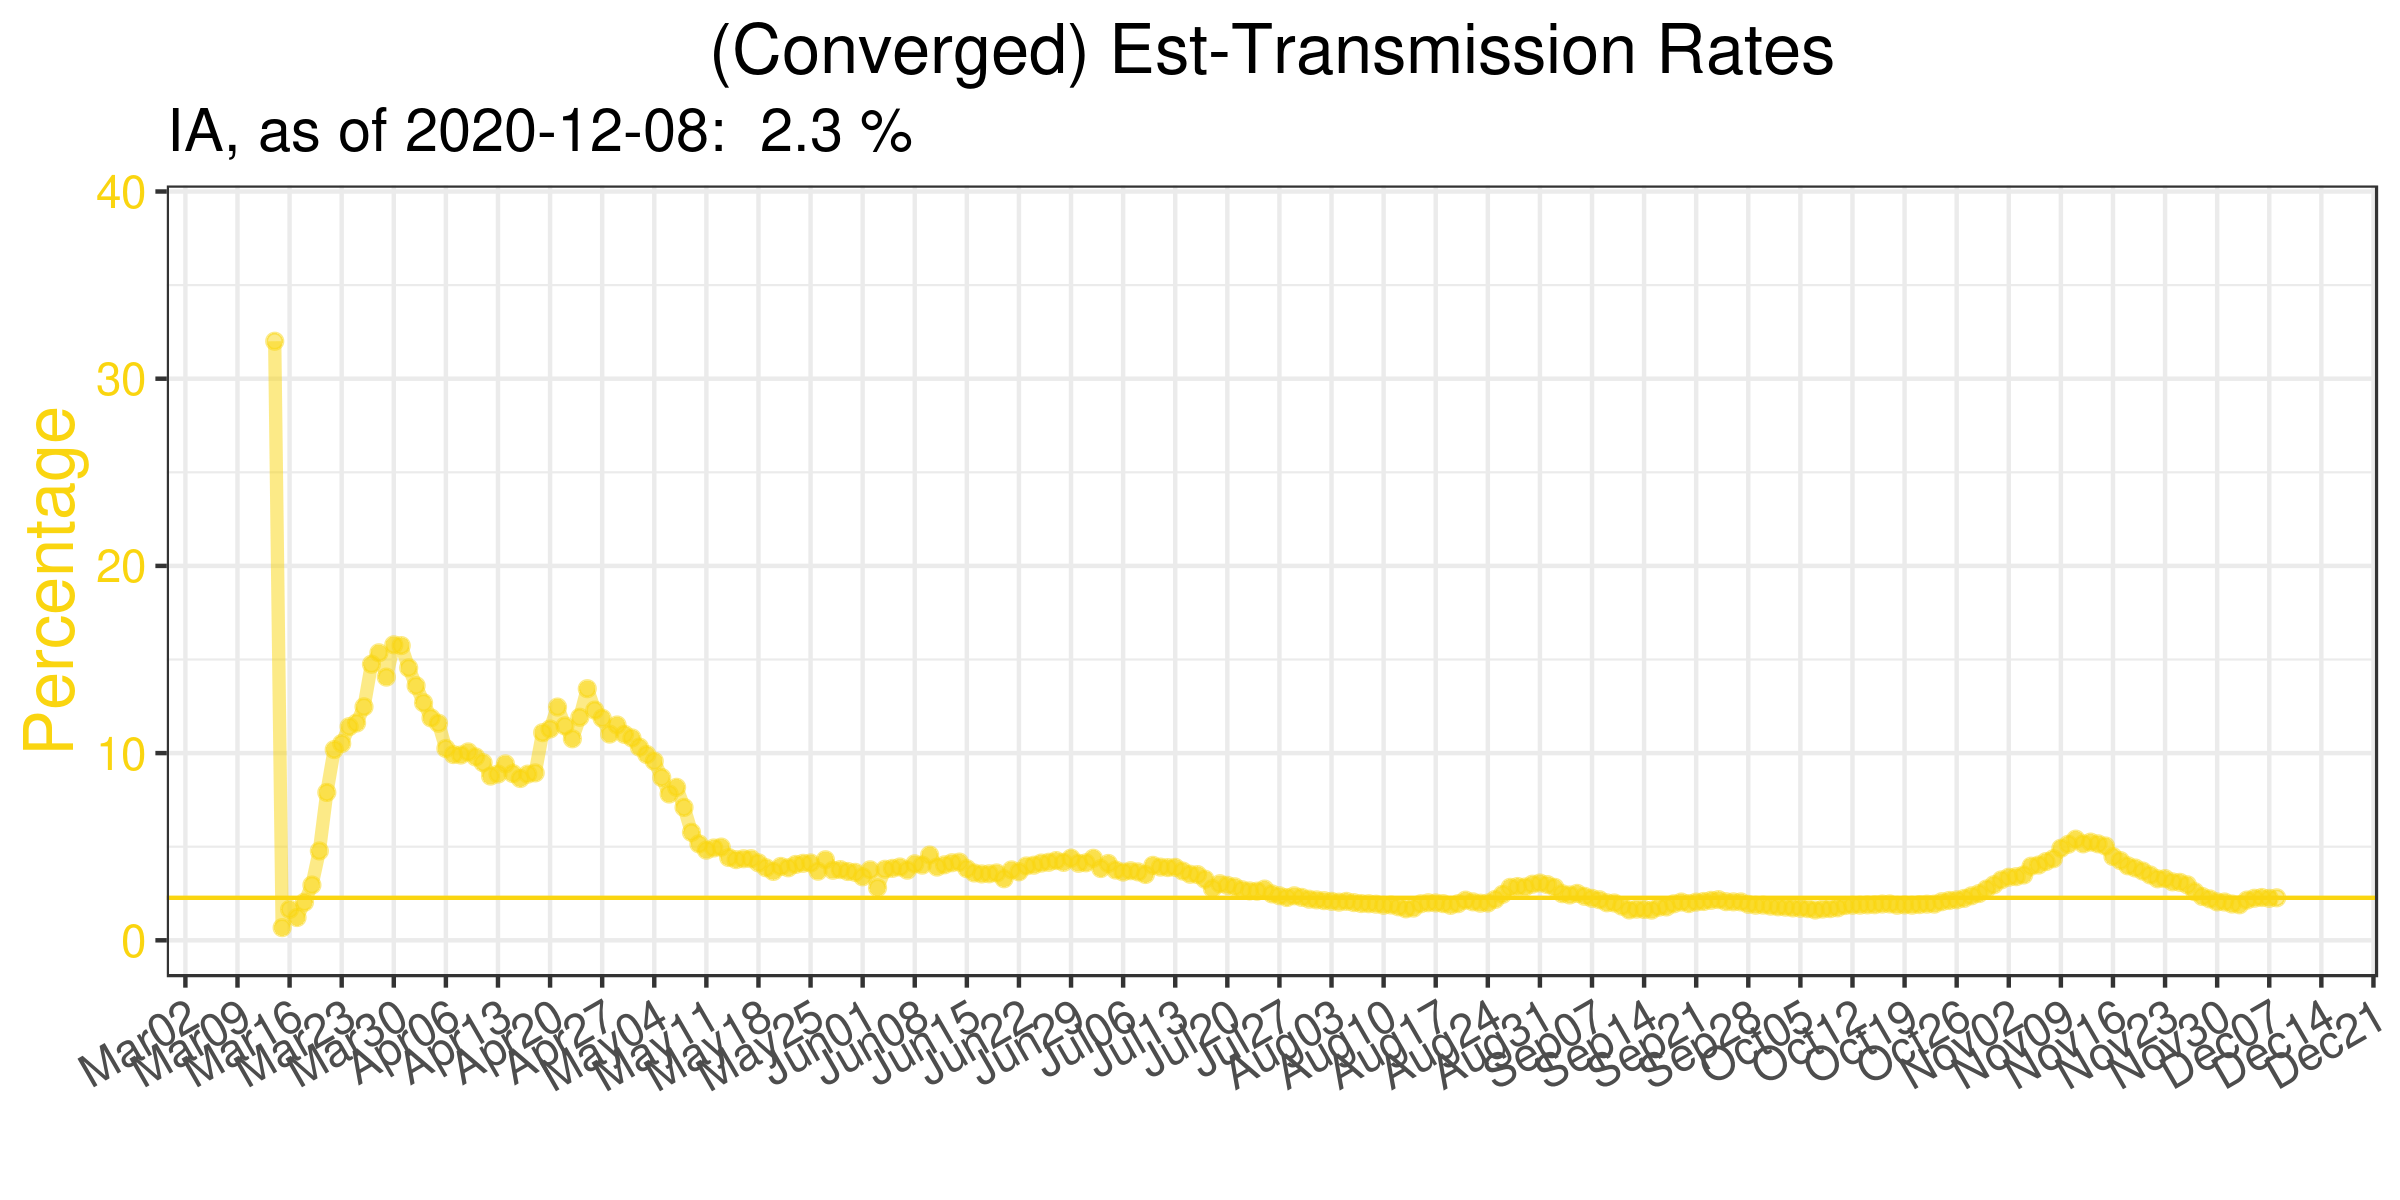 (Converged) Est-Transmission Rates
IA, as of 2020-12-08:  2.3 %
Percentage
40
30
20
10
0
Mar02
Mar09
Mar16
Mar23
Mar30
Apr06
Apr13
Apr20
Apr27
May04
May11
May18
May25
Jun01
Jun08
Jun15
Jun22
Jun29
Jul06
Jul13
Jul20
Jul27
Aug03
Aug10
Aug17
Aug24
Aug31
Sep07
Sep14
Sep21
Sep28
Oct05
Oct12
Oct19
Oct26
Nov02
Nov09
Nov16
Nov23
Nov30
Dec07
Dec14
Dec21